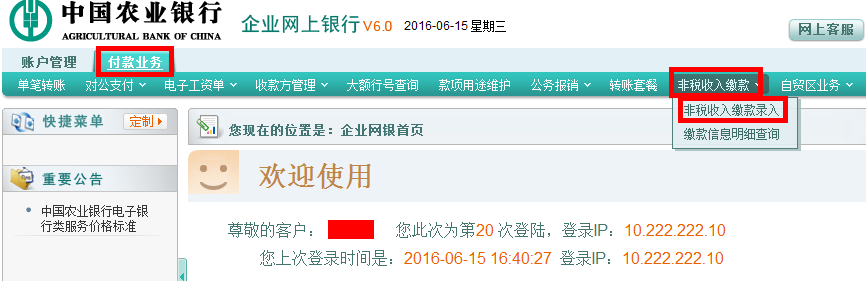 中国农业银行
AGRICULTURAL BANK OF CHINA
企业网上银行 V6.0 2016-06-15 星期三
网上客服
账户管理 付款业务
单笔转账 对公支付 电子工资单 收款方管理 大额行号查询 款项用途维护 公务报销 转账套餐 非税收入缴款 自贸区业务
非税收入缴款录入
缴款信息明细查询
快捷菜单 定制
您现在的位置是：企业网银首页
欢迎使用
重要公告
中国农业银行电子银
行类服务价格标准
尊敬的客户： 您此次为第20 次登陆，登录IP：10.222.222.10
您上次登录时间是：2016-06-15 16:40:27 登录IP：10.222.222.10